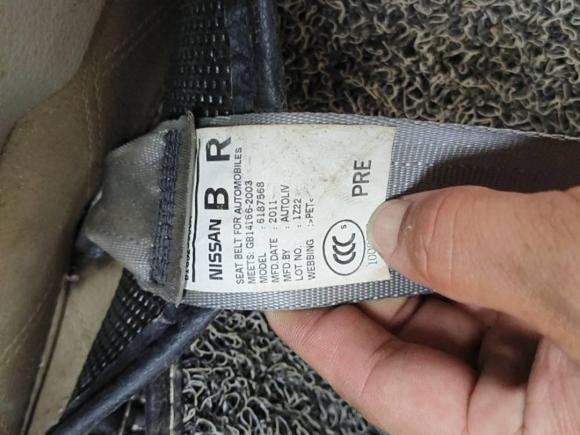 NISSAN B R
SEAT BELT FOR AUTOMOBILES
MEETS: GB14166-2003
MODEL : 6187568
MFD.DATE : 2011
MFD.BY : AUTOLIV
LOT NO. : 1Z22
WEBBING :>PET<
CCC S
PRE